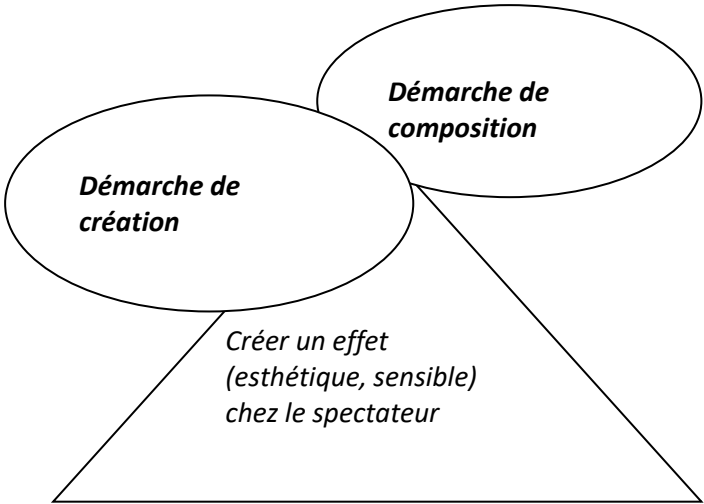 Démarche de
composition
Démarche de
création
Créer un effet
(esthétique, sensible)
chez le spectateur